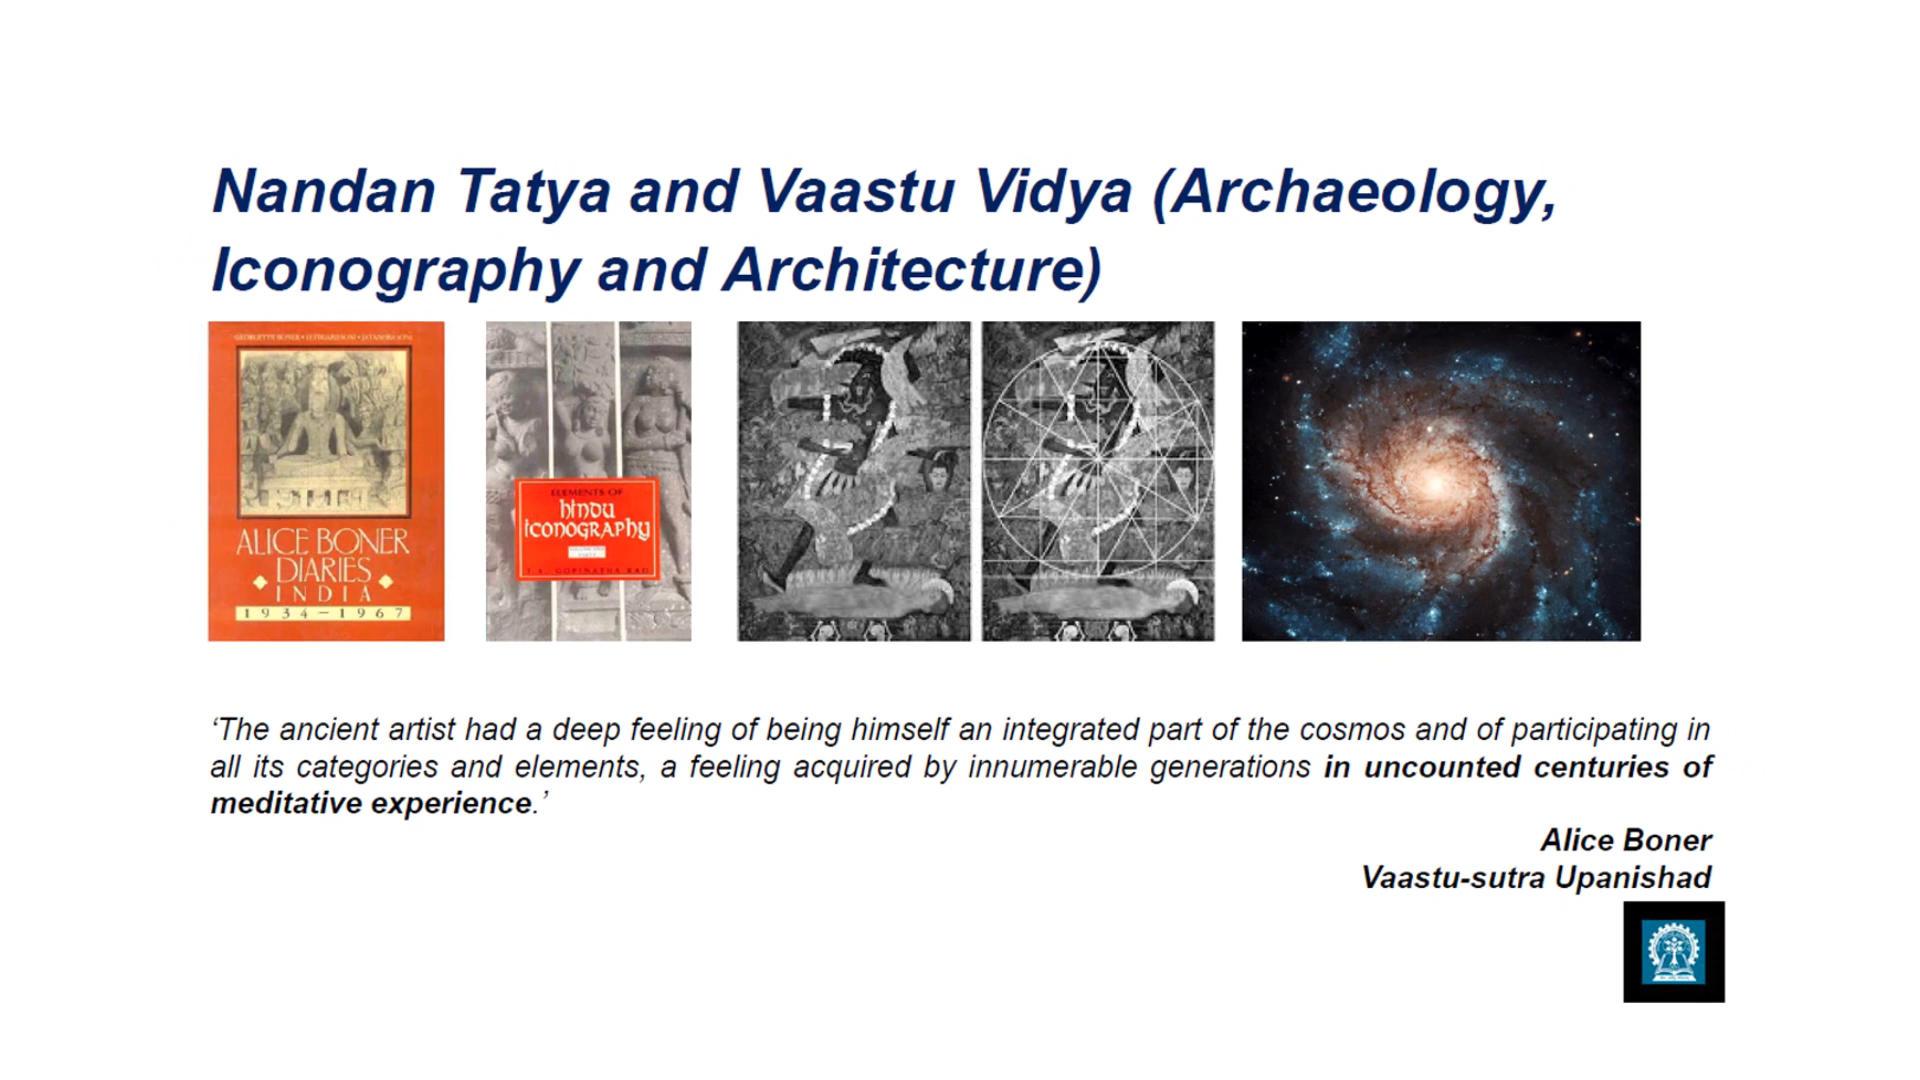 Nandan Tatya and Vaastu Vidya (Archaeology,
Iconography and Architecture)
ALICE BONER
DIARIES
INDIA
1934–1967
ELEMENTS OF
hindu
iconography
T. A. GOPINATHA RAO
‘The ancient artist had a deep feeling of being himself an integrated part of the cosmos and of participating in
all its categories and elements, a feeling acquired by innumerable generations in uncounted centuries of
meditative experience.’
Alice Boner
Vaastu-sutra Upanishad